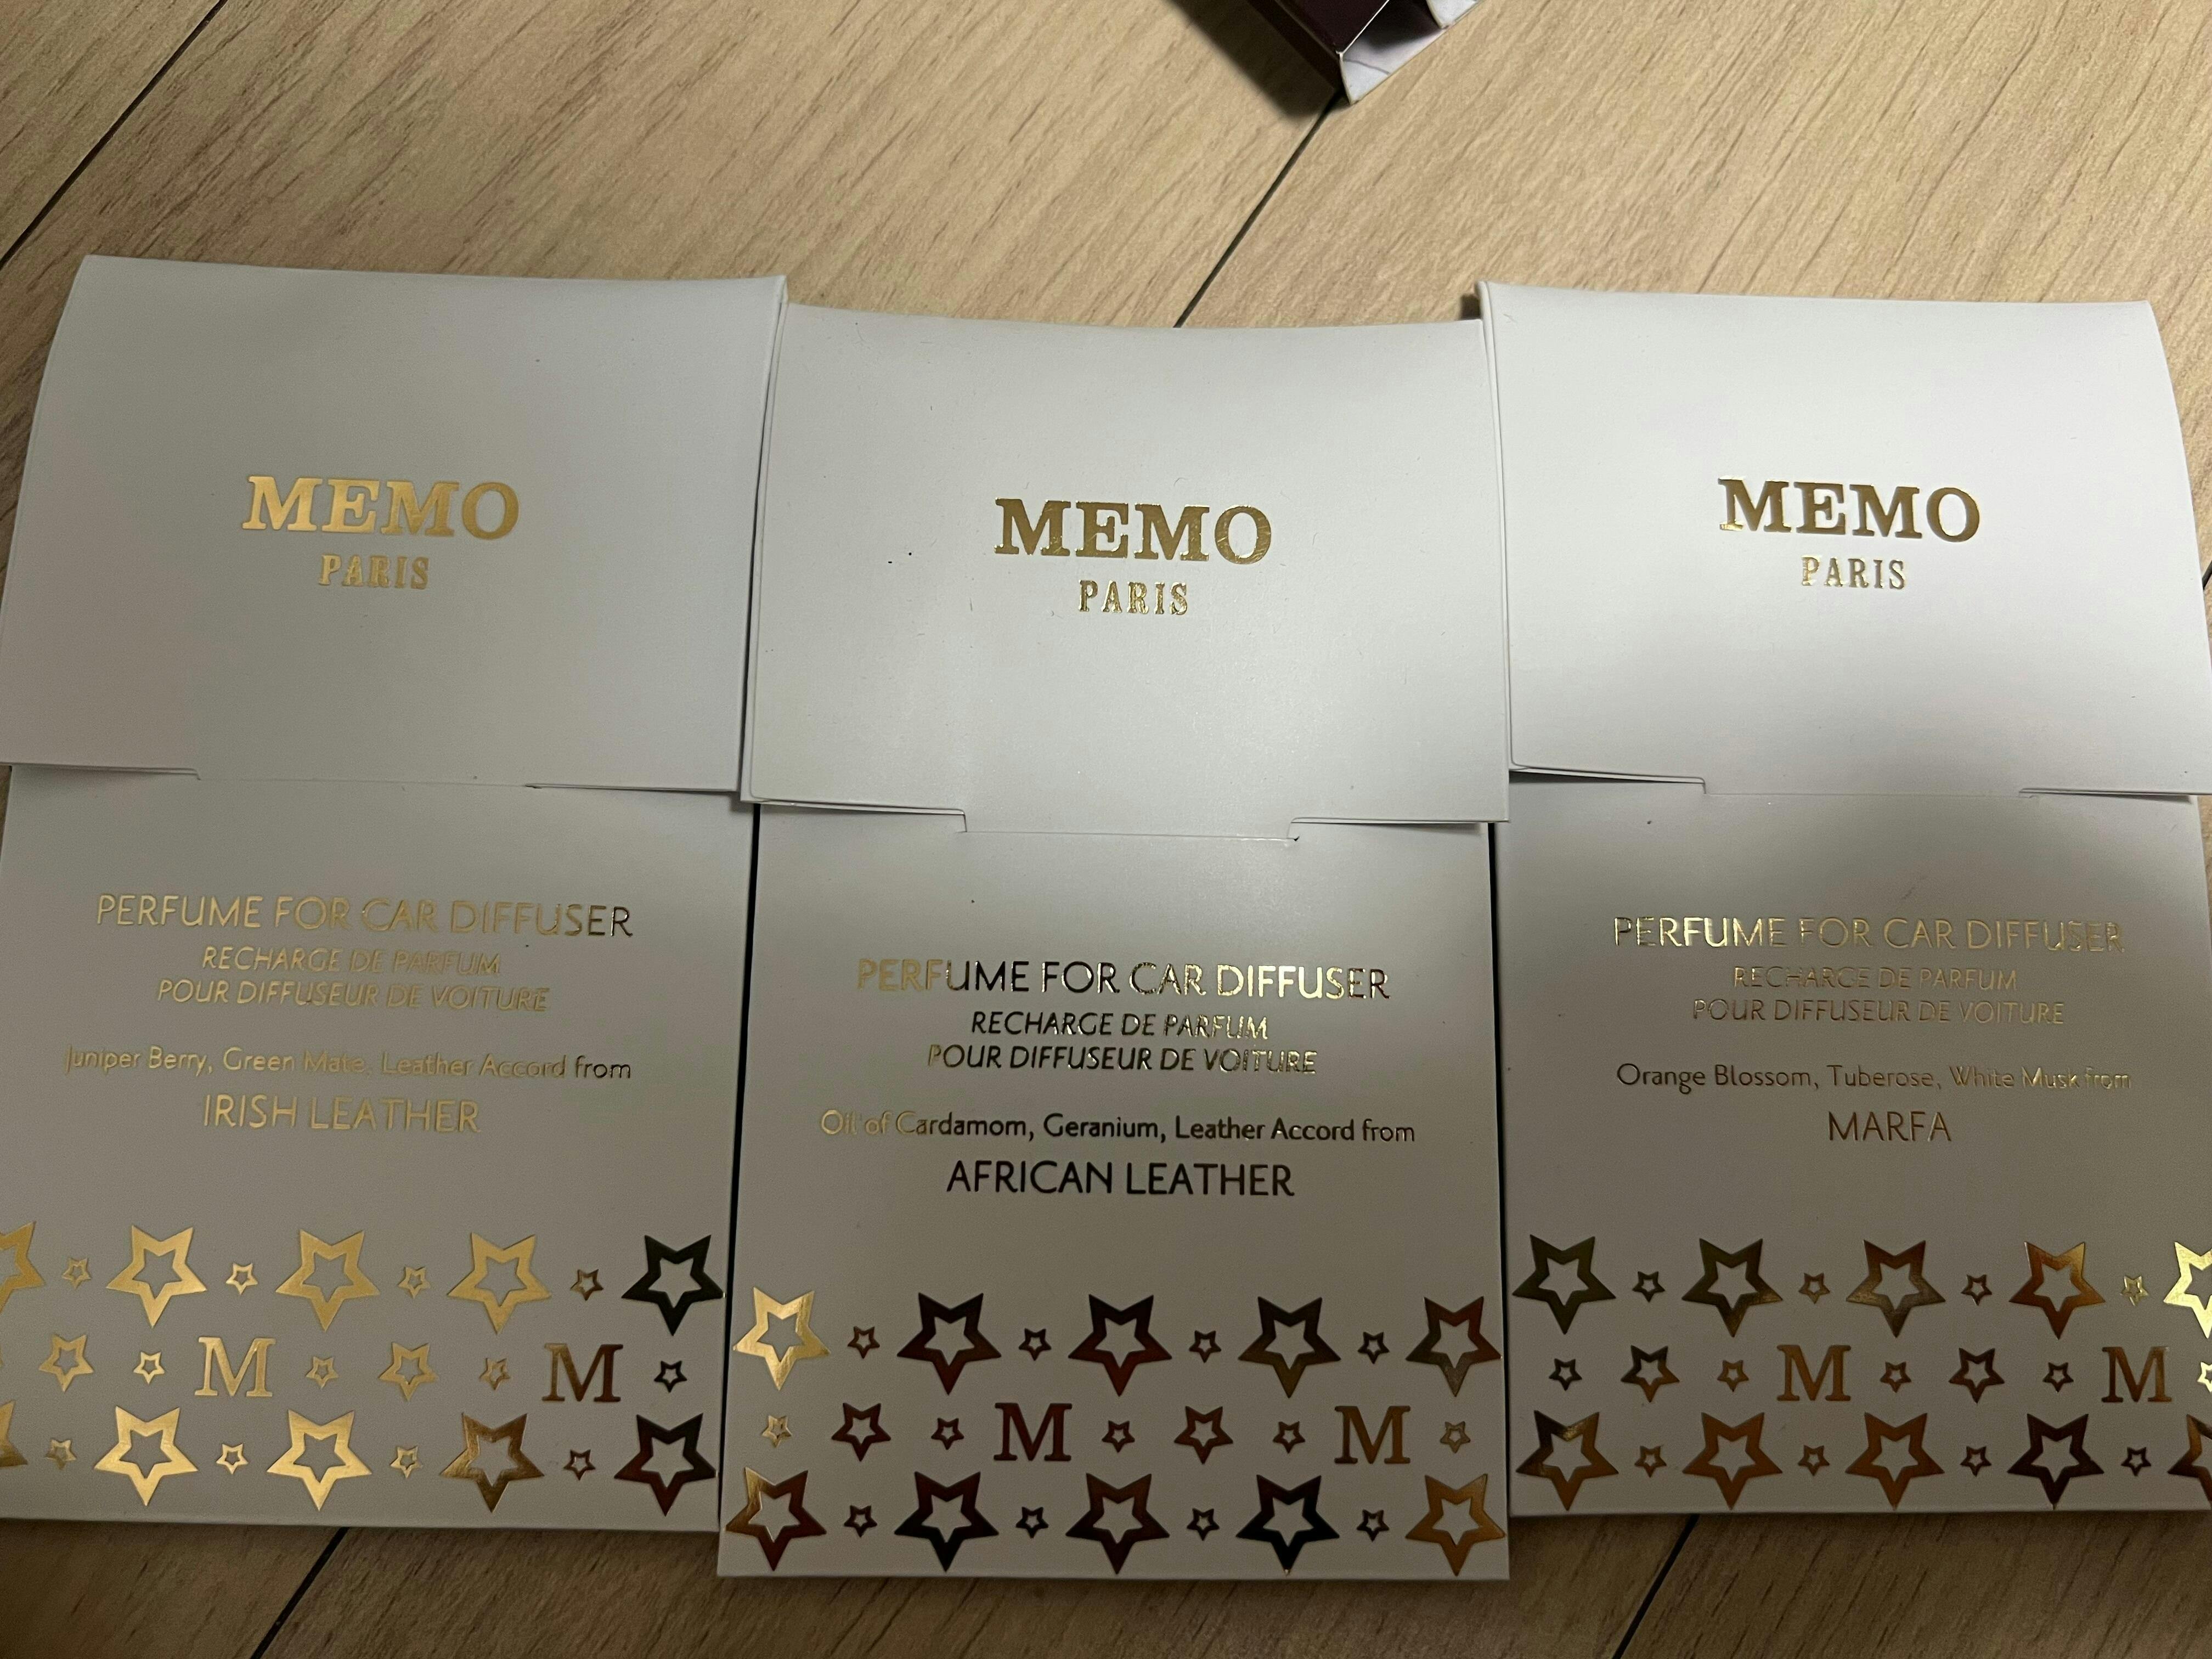 MEMO
PARIS
PERFUME FOR CAR DIFFUSER
RECHARGE DE PARFUM
POUR DIFFUSEUR DE VOITURE
Juniper Berry, Green Mate, Leather Accord from
IRISH LEATHER
M M
MEMO
PARIS
PERFUME FOR CAR DIFFUSER
RECHARGE DE PARFUM
POUR DIFFUSEUR DE VOITURE
Oil of Cardamom, Geranium, Leather Accord from
AFRICAN LEATHER
M M
MEMO
PARIS
PERFUME FOR CAR DIFFUSER
RECHARGE DE PARFUM
POUR DIFFUSEUR DE VOITURE
Orange Blossom, Tuberose, White Musk from
MARFA
M M